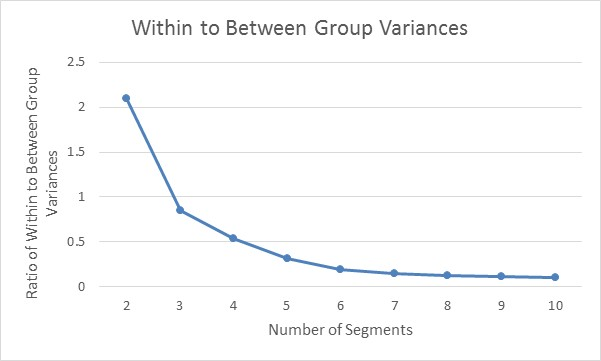 Within to Between Group Variances
Ratio of Within to Between Group
Variances
2.5
2
1.5
1
0.5
0
2 3 4 5 6 7 8 9 10
Number of Segments